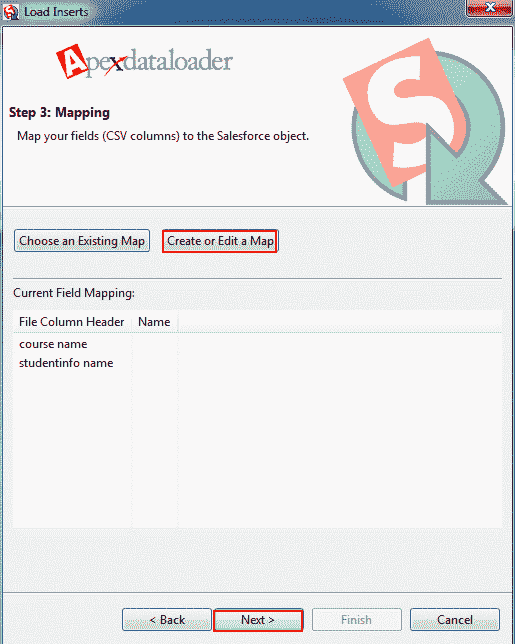 Load Inserts
Apexdataloader
Step 3: Mapping
Map your fields (CSV columns) to the Salesforce object.
Choose an Existing Map
Create or Edit a Map
Current Field Mapping:
File Column Header Name
course name
studentinfo name
< Back Next > Finish Cancel